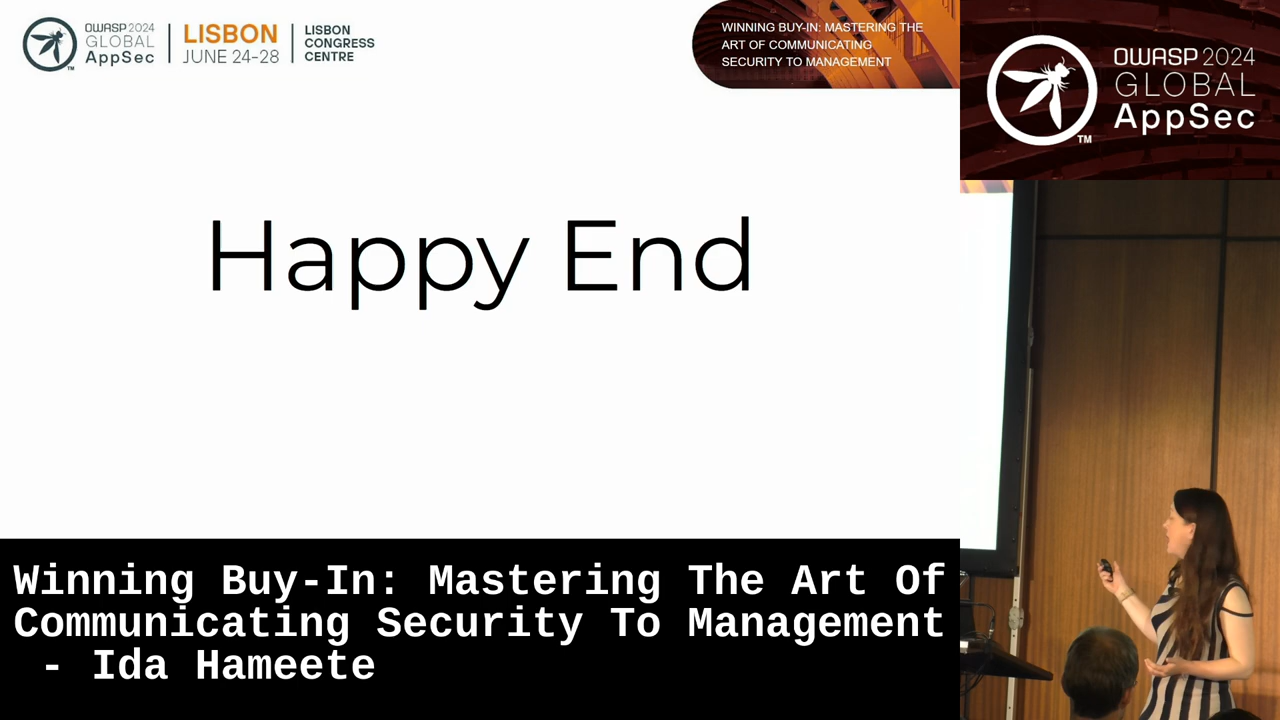 OWASP 2024
GLOBAL
AppSec
LISBON
JUNE 24-28
LISBON
CONGRESS
CENTRE
WINNING BUY-IN: MASTERING THE
ART OF COMMUNICATING
SECURITY TO MANAGEMENT
OWASP 2024
GLOBAL
AppSec
TM
Happy End
Winning Buy-In: Mastering The Art Of
Communicating Security To Management
- Ida Hameete